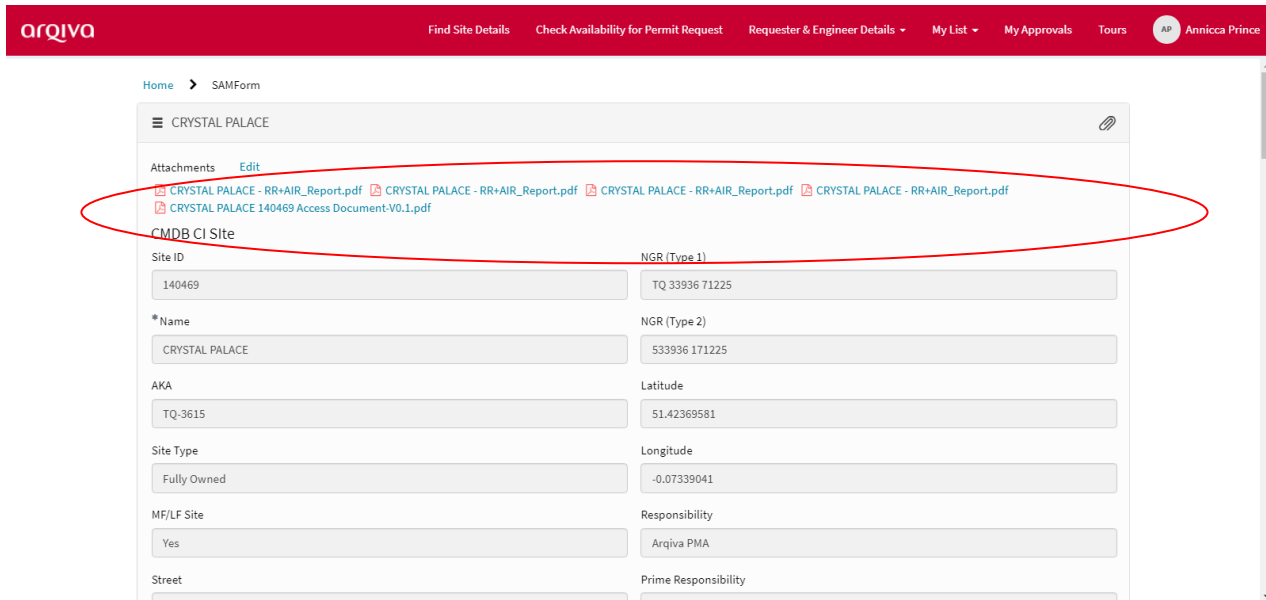 arqiva Find Site Details Check Availability for Permit Request Requester & Engineer Details My List My Approvals Tours AP Annicca Prince
Home SAMForm
CRYSTAL PALACE
Attachments Edit
CRYSTAL PALACE - RR+AIR_Report.pdf CRYSTAL PALACE - RR+AIR_Report.pdf CRYSTAL PALACE - RR+AIR_Report.pdf CRYSTAL PALACE - RR+AIR_Report.pdf
CRYSTAL PALACE 140469 Access Document-V0.1.pdf
CMDB CI SIte
Site ID NGR (Type 1)
140469 TQ 33936 71225
*Name NGR (Type 2)
CRYSTAL PALACE 533936 171225
AKA Latitude
TQ-3615 51.42369581
Site Type Longitude
Fully Owned -0.07339041
MF/LF Site Responsibility
Yes Arqiva PMA
Street Prime Responsibility